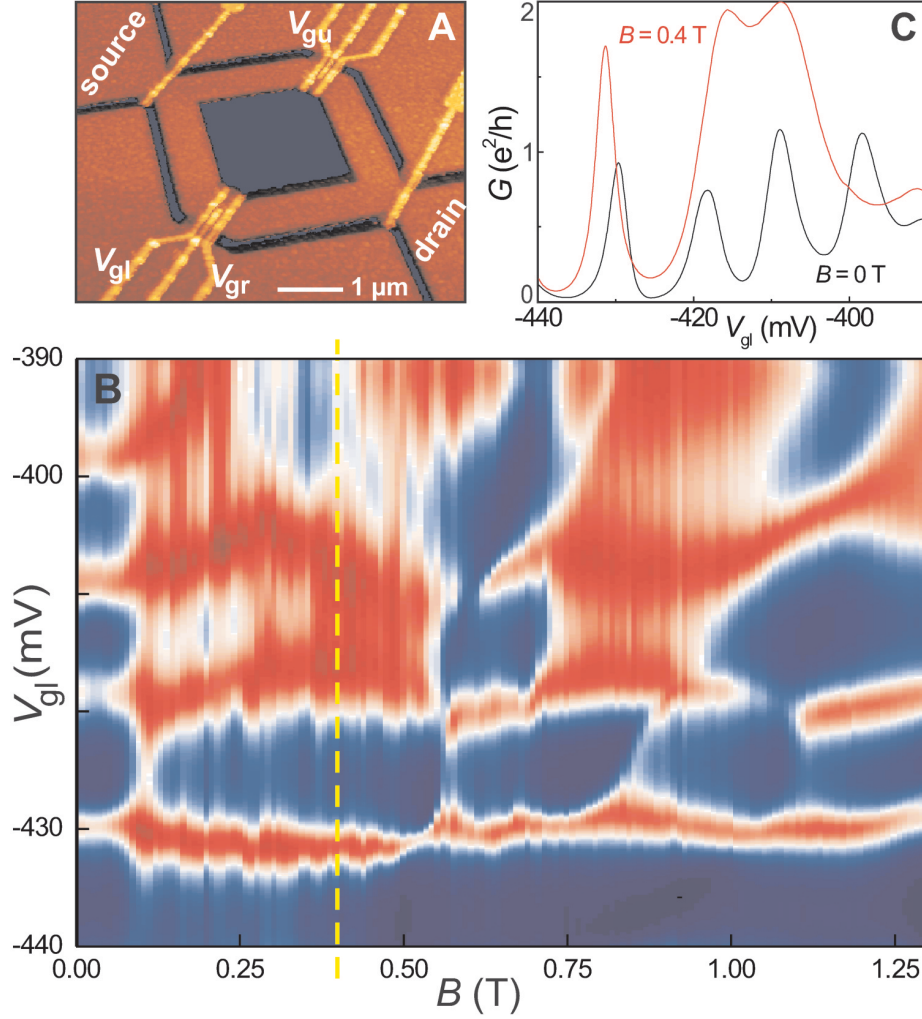 A
source
V_gu
V_gl
V_gr
drain
1 µm
C
G (e²/h)
2
1
0
B = 0.4 T
B = 0 T
-440
-420
-400
V_gl (mV)
B
V_gl (mV)
-390
-400
-430
-440
0.00
0.25
0.50
0.75
1.00
1.25
B (T)